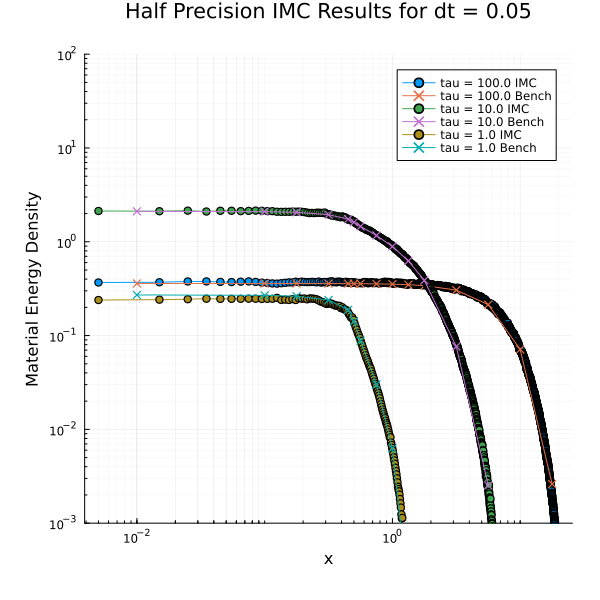 Half Precision IMC Results for dt = 0.05
10^2
10^1
10^0
10^-1
10^-2
10^-3
Material Energy Density
tau = 100.0 IMC
tau = 100.0 Bench
tau = 10.0 IMC
tau = 10.0 Bench
tau = 1.0 IMC
tau = 1.0 Bench
10^-2
10^0
x